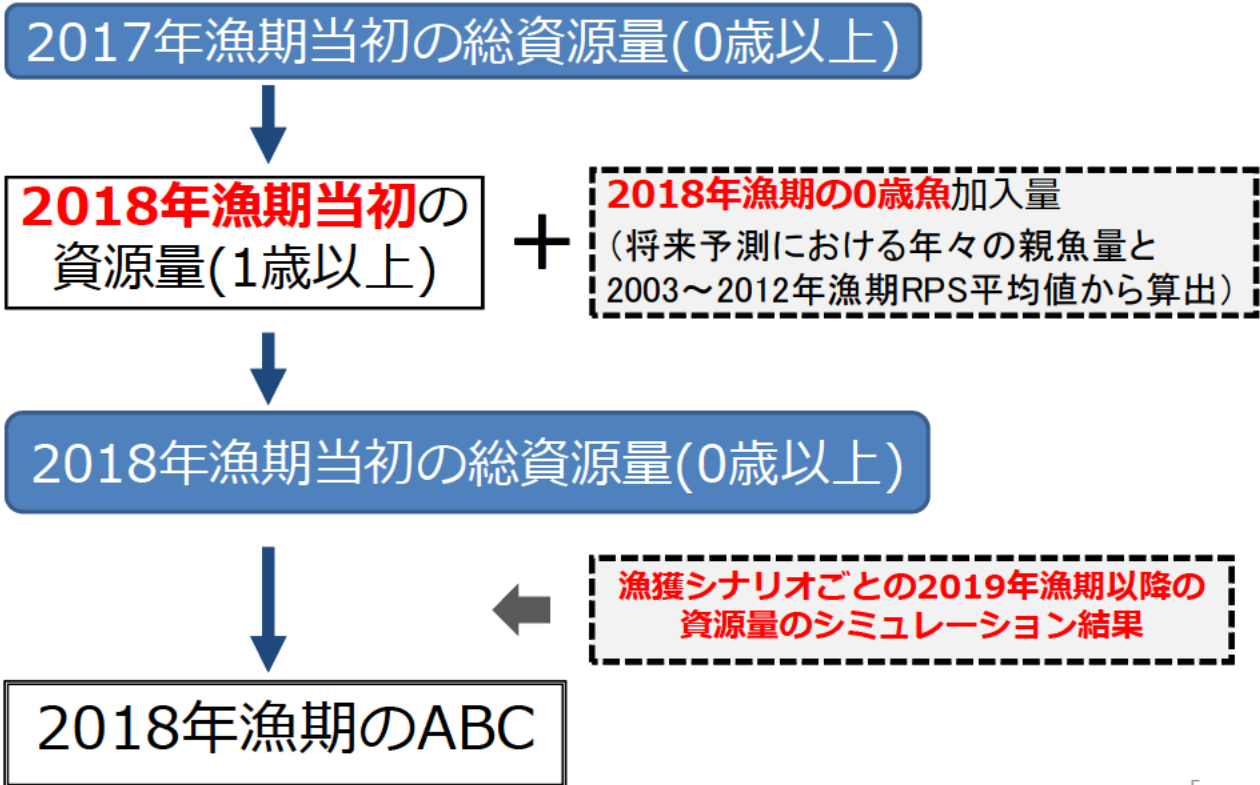 2017年漁期当初の総資源量(0歳以上)
2018年漁期当初の
資源量(1歳以上)
+
2018年漁期の0歳魚加入量
(将来予測における年々の親魚量と
2003~2012年漁期RPS平均値から算出)
2018年漁期当初の総資源量(0歳以上)
漁獲シナリオごとの2019年漁期以降の
資源量のシミュレーション結果
2018年漁期のABC